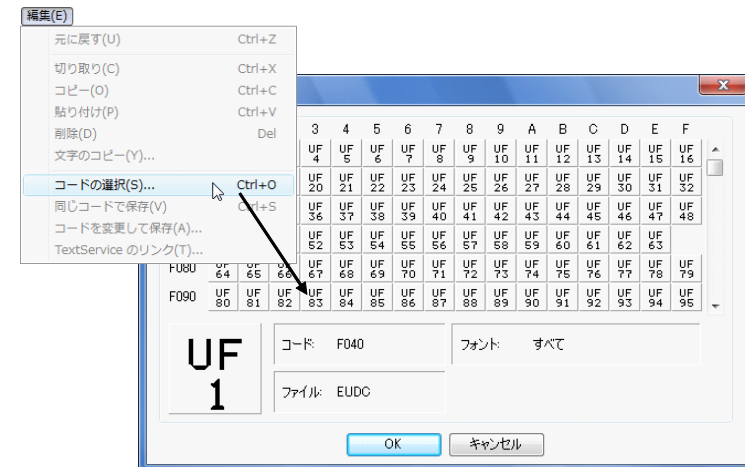 編集(E)
元に戻す(U) Ctrl+Z
切り取り(C) Ctrl+X
コピー(O) Ctrl+C
貼り付け(P) Ctrl+V
削除(D) Del
文字のコピー(Y)...
コードの選択(S)... Ctrl+O
同じコードで保存(V) Ctrl+S
コードを変更して保存(A)...
TextService のリンク(T)...
3 4 5 6 7 8 9 A B C D E F
UF 4 UF 5 UF 6 UF 7 UF 8 UF 9 UF 10 UF 11 UF 12 UF 13 UF 14 UF 15 UF 16
UF 20 UF 21 UF 22 UF 23 UF 24 UF 25 UF 26 UF 27 UF 28 UF 29 UF 30 UF 31 UF 32
UF 36 UF 37 UF 38 UF 39 UF 40 UF 41 UF 42 UF 43 UF 44 UF 45 UF 46 UF 47 UF 48
UF 52 UF 53 UF 54 UF 55 UF 56 UF 57 UF 58 UF 59 UF 60 UF 61 UF 62 UF 63
F080 UF 64 UF 65 UF 66 UF 67 UF 68 UF 69 UF 70 UF 71 UF 72 UF 73 UF 74 UF 75 UF 76 UF 77 UF 78 UF 79
F090 UF 80 UF 81 UF 82 UF 83 UF 84 UF 85 UF 86 UF 87 UF 88 UF 89 UF 90 UF 91 UF 92 UF 93 UF 94 UF 95
UF
1
コード: F040 フォント: すべて
ファイル: EUDC
OK キャンセル